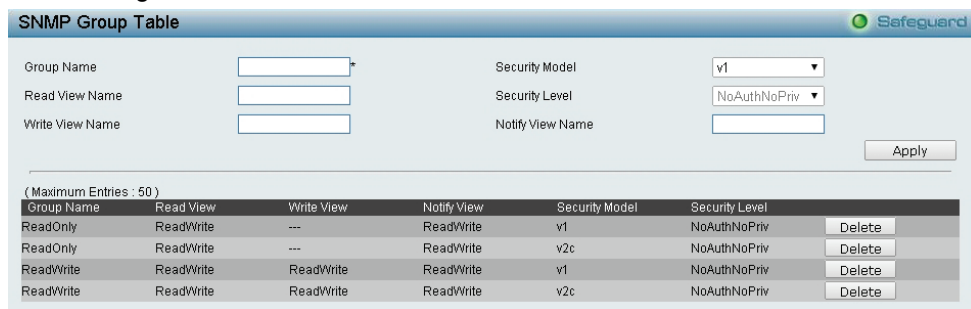 SNMP Group Table Safeguard
Group Name * Security Model v1
Read View Name Security Level NoAuthNoPriv
Write View Name Notify View Name
Apply
( Maximum Entries : 50 )
Group Name Read View Write View Notify View Security Model Security Level
ReadOnly ReadWrite --- ReadWrite v1 NoAuthNoPriv Delete
ReadOnly ReadWrite --- ReadWrite v2c NoAuthNoPriv Delete
ReadWrite ReadWrite ReadWrite ReadWrite v1 NoAuthNoPriv Delete
ReadWrite ReadWrite ReadWrite ReadWrite v2c NoAuthNoPriv Delete